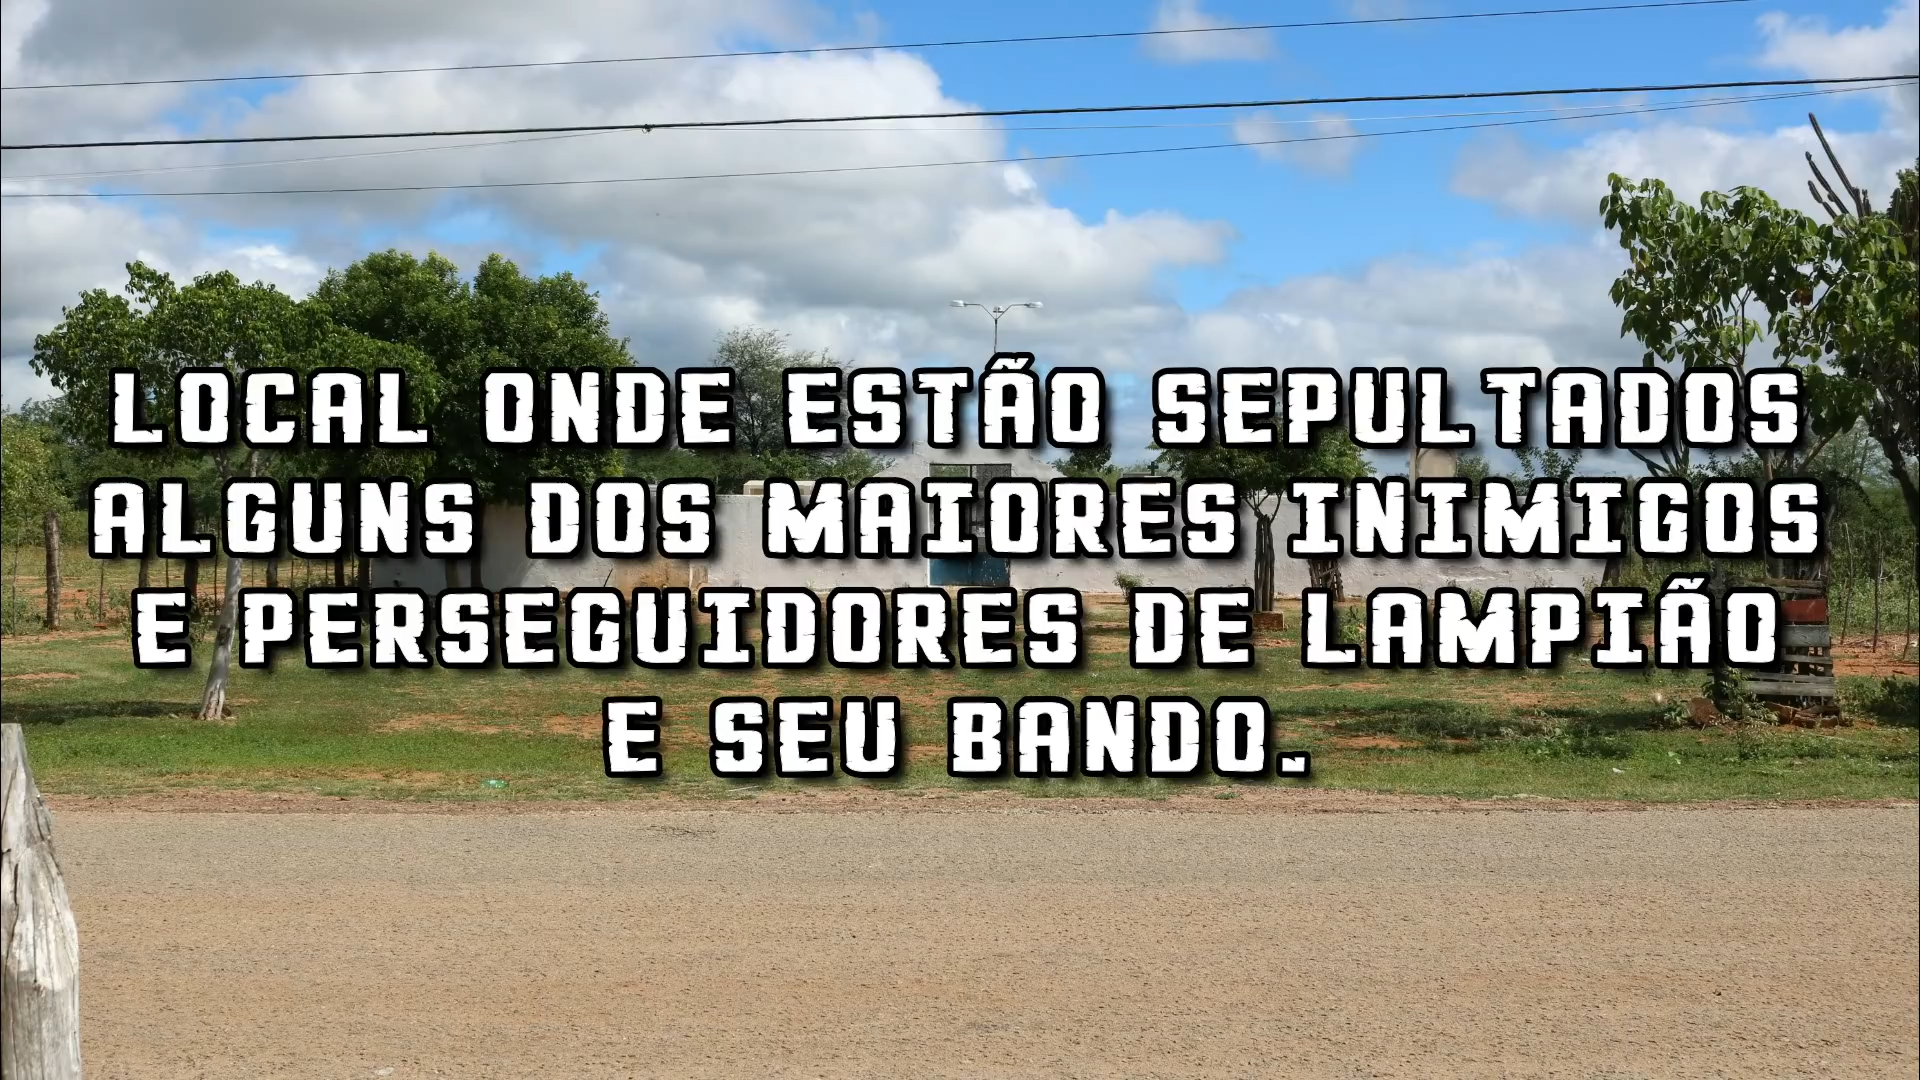 LOCAL ONDE ESTÃO SEPULTADOS
ALGUNS DOS MAIORES INIMIGOS
E PERSEGUIDORES DE LAMPIÃO
E SEU BANDO.